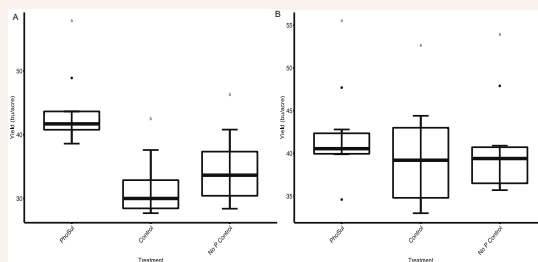 A
B
Yield (bu/acre)
50
40
30
a
b
b
PhoSul
Control
No P Control
Treatment
Yield (bu/acre)
55
50
45
40
35
a
a
a
PhoSul
Control
No P Control
Treatment